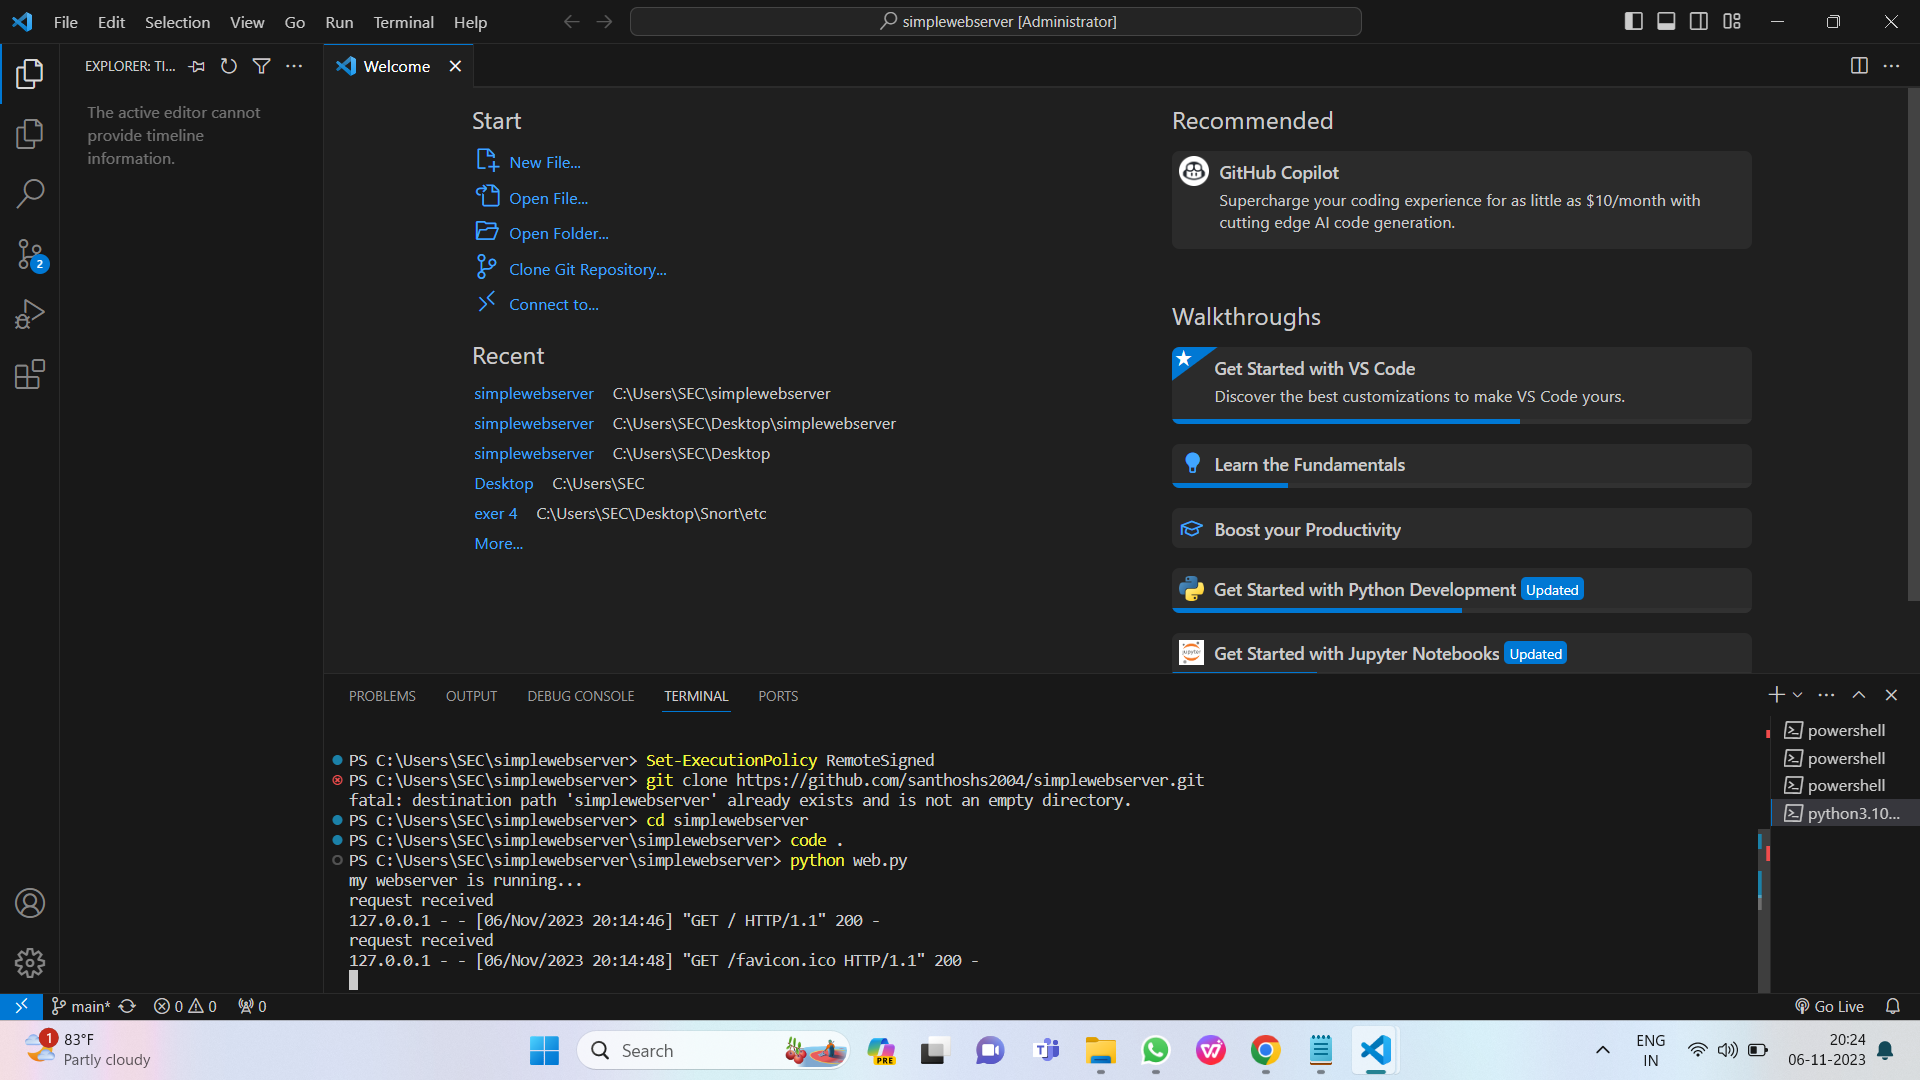 File Edit Selection View Go Run Terminal Help
simplewebserver [Administrator]
EXPLORER: TI...
Welcome
The active editor cannot
provide timeline
information.
2
Start
New File...
Open File...
Open Folder...
Clone Git Repository...
Connect to...
Recent
simplewebserver C:\Users\SEC\simplewebserver
simplewebserver C:\Users\SEC\Desktop\simplewebserver
simplewebserver C:\Users\SEC\Desktop
Desktop C:\Users\SEC
exer 4 C:\Users\SEC\Desktop\Snort\etc
More...
Recommended
GitHub Copilot
Supercharge your coding experience for as little as $10/month with
cutting edge AI code generation.
Walkthroughs
Get Started with VS Code
Discover the best customizations to make VS Code yours.
Learn the Fundamentals
Boost your Productivity
Get Started with Python Development Updated
jupyter
Get Started with Jupyter Notebooks Updated
PROBLEMS OUTPUT DEBUG CONSOLE TERMINAL PORTS
PS C:\Users\SEC\simplewebserver> Set-ExecutionPolicy RemoteSigned
PS C:\Users\SEC\simplewebserver> git clone https://github.com/santhoshs2004/simplewebserver.git
fatal: destination path 'simplewebserver' already exists and is not an empty directory.
PS C:\Users\SEC\simplewebserver> cd simplewebserver
PS C:\Users\SEC\simplewebserver\simplewebserver> code .
PS C:\Users\SEC\simplewebserver\simplewebserver> python web.py
my webserver is running...
request received
127.0.0.1 - - [06/Nov/2023 20:14:46] "GET / HTTP/1.1" 200 -
request received
127.0.0.1 - - [06/Nov/2023 20:14:48] "GET /favicon.ico HTTP/1.1" 200 -
powershell
powershell
powershell
python3.10...
main* 0 0 0
Go Live
1
83°F
Partly cloudy
Search
PRE
ENG
IN
20:24
06-11-2023